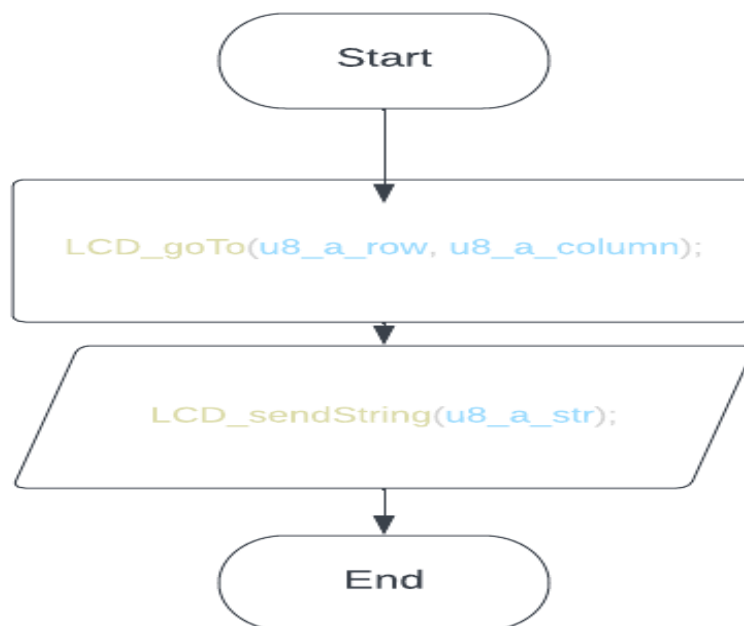 Start
LCD_goTo(u8_a_row, u8_a_column);
LCD_sendString(u8_a_str);
End